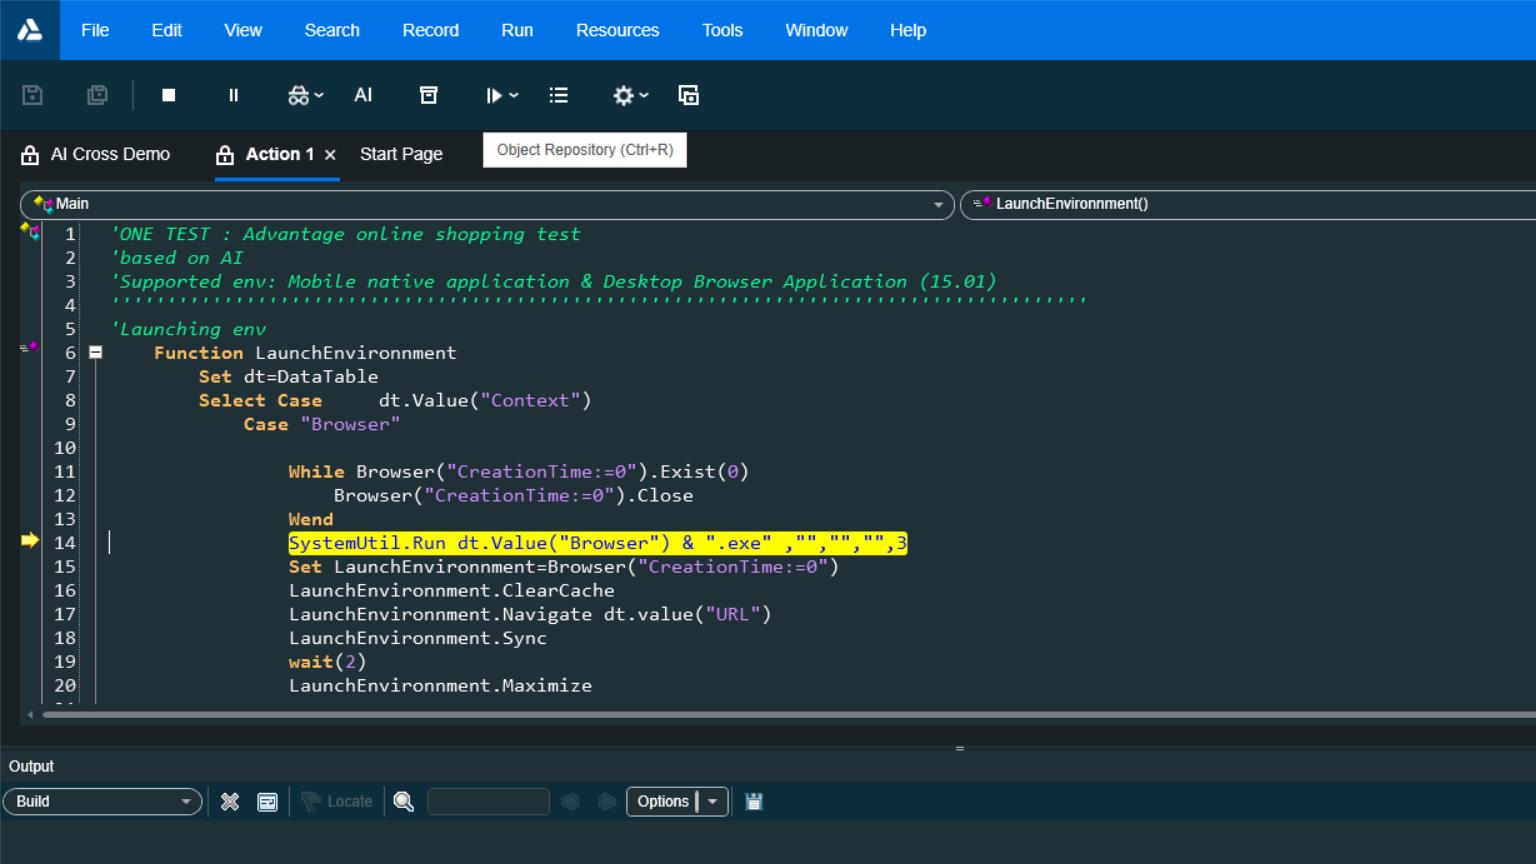 File Edit View Search Record Run Resources Tools Window Help
AI
AI Cross Demo Action 1 Start Page Object Repository (Ctrl+R)
Main LaunchEnvironnment()
1 'ONE TEST : Advantage online shopping test
2 'based on AI
3 'Supported env: Mobile native application & Desktop Browser Application (15.01)
4 '''''''''''''''''''''''''''''''''''''''''''''''''''''''''''''''''''''''''''''''''''''''
5 'Launching env
6 Function LaunchEnvironnment
7 Set dt=DataTable
8 Select Case dt.Value("Context")
9 Case "Browser"
10
11 While Browser("CreationTime:=0").Exist(0)
12 Browser("CreationTime:=0").Close
13 Wend
14 SystemUtil.Run dt.Value("Browser") & ".exe" ,"","","",3
15 Set LaunchEnvironnment=Browser("CreationTime:=0")
16 LaunchEnvironnment.ClearCache
17 LaunchEnvironnment.Navigate dt.value("URL")
18 LaunchEnvironnment.Sync
19 wait(2)
20 LaunchEnvironnment.Maximize
Output
Build Locate Options